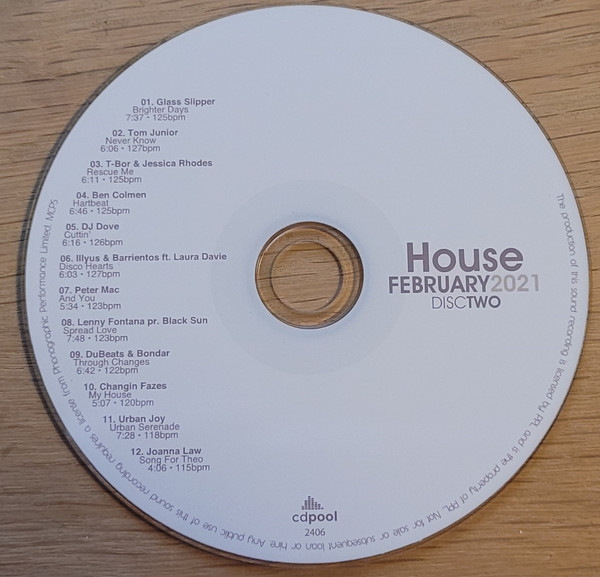 01. Glass Slipper
Brighter Days
7:37 • 125bpm
02. Tom Junior
Never Know
6:06 • 127bpm
03. T-Bor & Jessica Rhodes
Rescue Me
6:11 • 125bpm
04. Ben Colmen
Hartbeat
6:46 • 125bpm
05. DJ Dove
Cuttin'
6:16 • 126bpm
06. Illyus & Barrientos ft. Laura Davie
Disco Hearts
6:03 • 127bpm
07. Peter Mac
And You
5:34 • 123bpm
08. Lenny Fontana pr. Black Sun
Spread Love
7:48 • 123bpm
09. DuBeats & Bondar
Through Changes
6:42 • 122bpm
10. Changin Fazes
My House
5:07 • 120bpm
11. Urban Joy
Urban Serenade
7:28 • 118bpm
12. Joanna Law
Song For Theo
4:06 • 115bpm
House
FEBRUARY2021
DISCTWO
cdpool
2406
The production of this sound recording is licensed by PPL and is the property of PPL. Not for sale or subsequent loan or hire. Any public use of this sound recording requires a license from Phonographic Performance Limited. MCPS